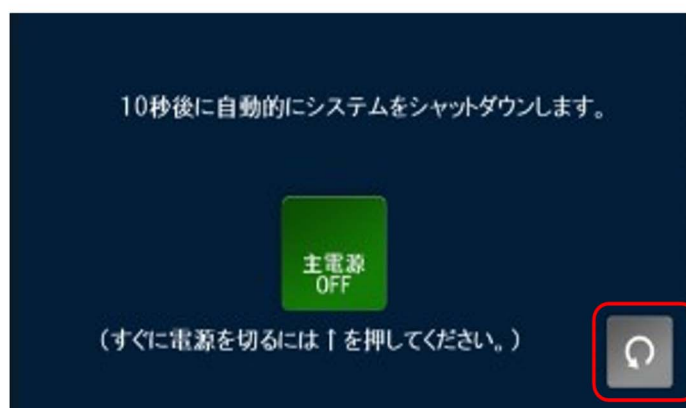 10秒後に自動的にシステムをシャットダウンします。
主電源
OFF
(すぐに電源を切るには↑を押してください。)